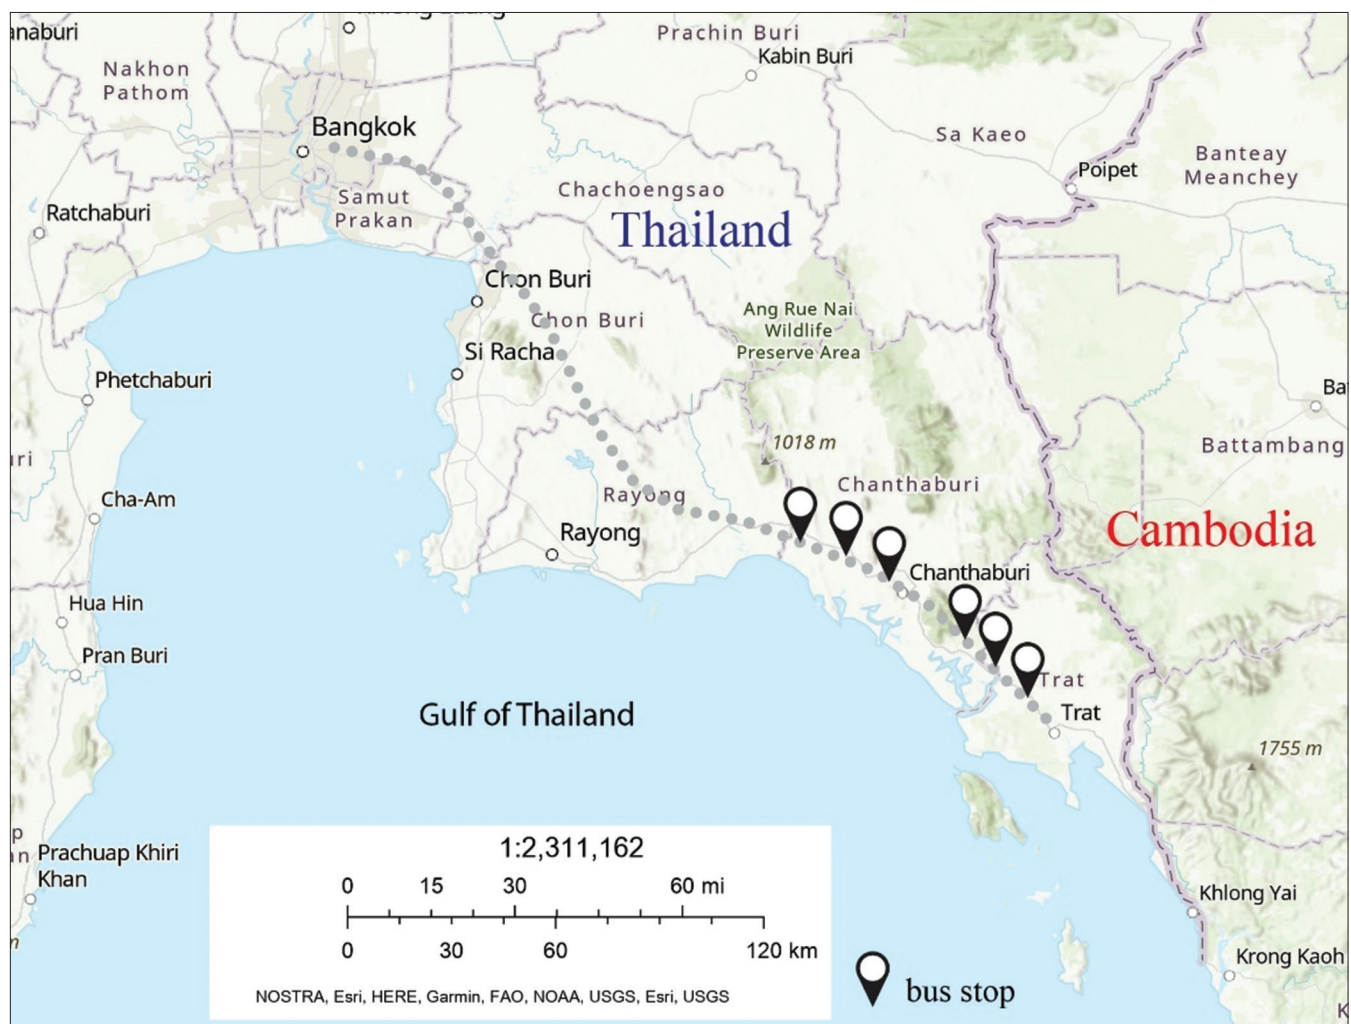 anaburi
Prachin Buri
Kabin Buri
Nakhon
Pathom
Bangkok
Sa Kaeo
Banteay
Meanchey
Poipet
Samut
Prakan
Chachoengsao
Ratchaburi
Thailand
Chon Buri
Chon Buri
Ang Rue Nai
Wildlife
Preserve Area
Si Racha
Phetchaburi
Ba
1018 m
Battambang
uri
Chanthaburi
Cha-Am
Rayong
Rayong
Cambodia
Chanthaburi
Hua Hin
Pran Buri
Trat
Trat
Gulf of Thailand
1755 m
1:2,311,162
0 15 30 60 mi
0 30 60 120 km
NOSTRA, Esri, HERE, Garmin, FAO, NOAA, USGS, Esri, USGS
Prachuap Khiri
Khan
Khlong Yai
Krong Kaoh
bus stop